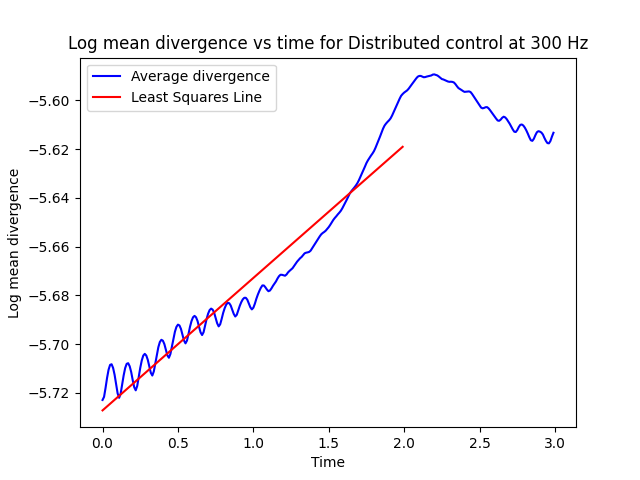 Log mean divergence vs time for Distributed control at 300 Hz
Average divergence
Least Squares Line
Log mean divergence
−5.60
−5.62
−5.64
−5.66
−5.68
−5.70
−5.72
0.0
0.5
1.0
1.5
2.0
2.5
3.0
Time